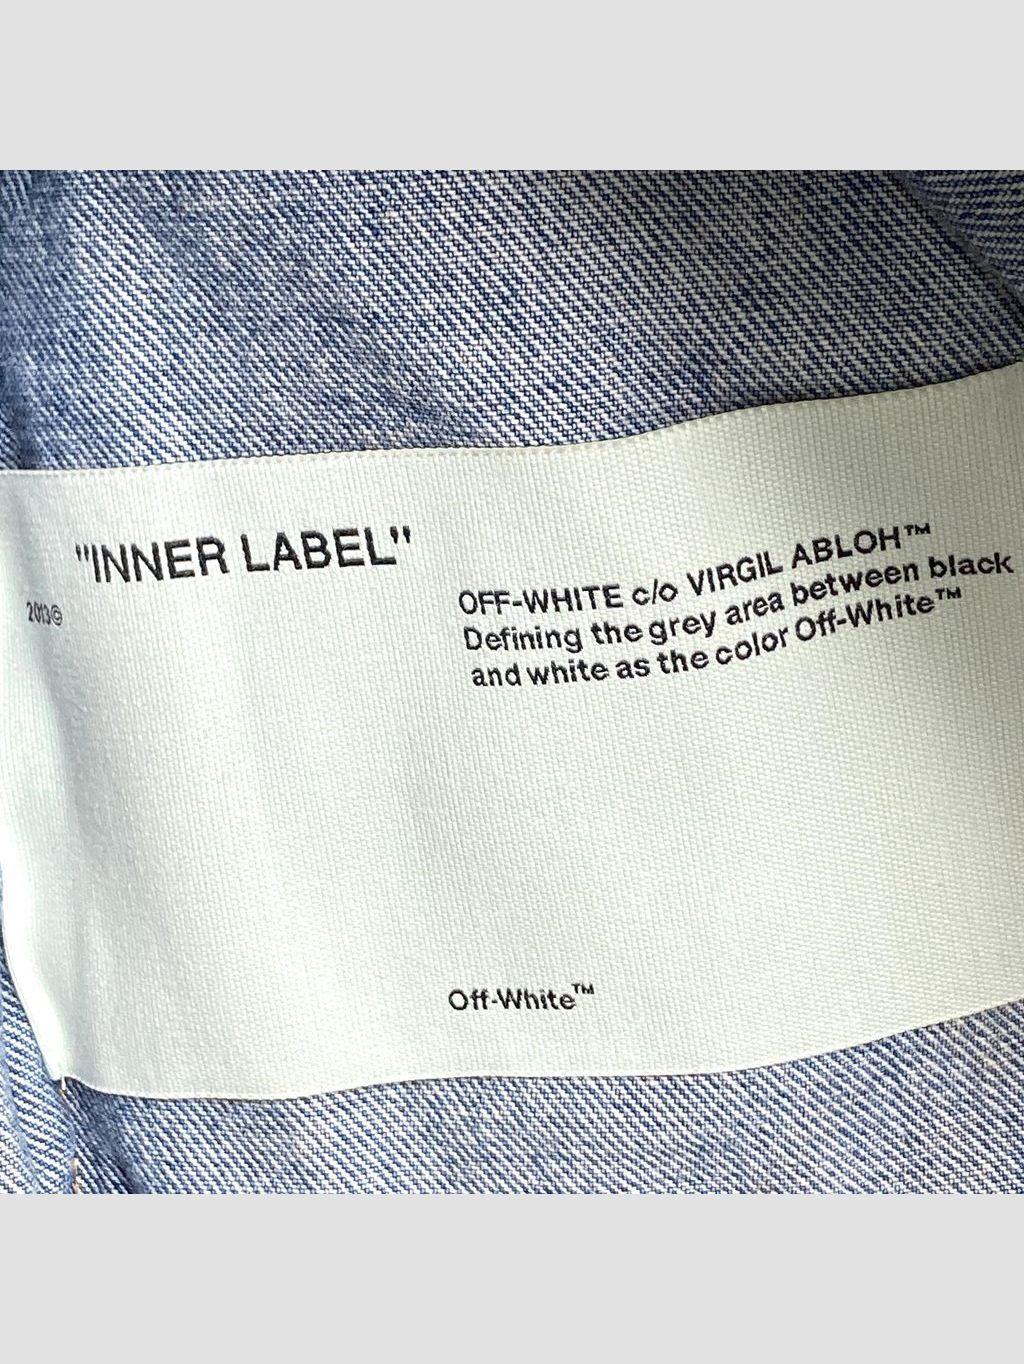 "INNER LABEL"
2013©
OFF-WHITE c/o VIRGIL ABLOH™
Defining the grey area between black
and white as the color Off-White™
Off-White™